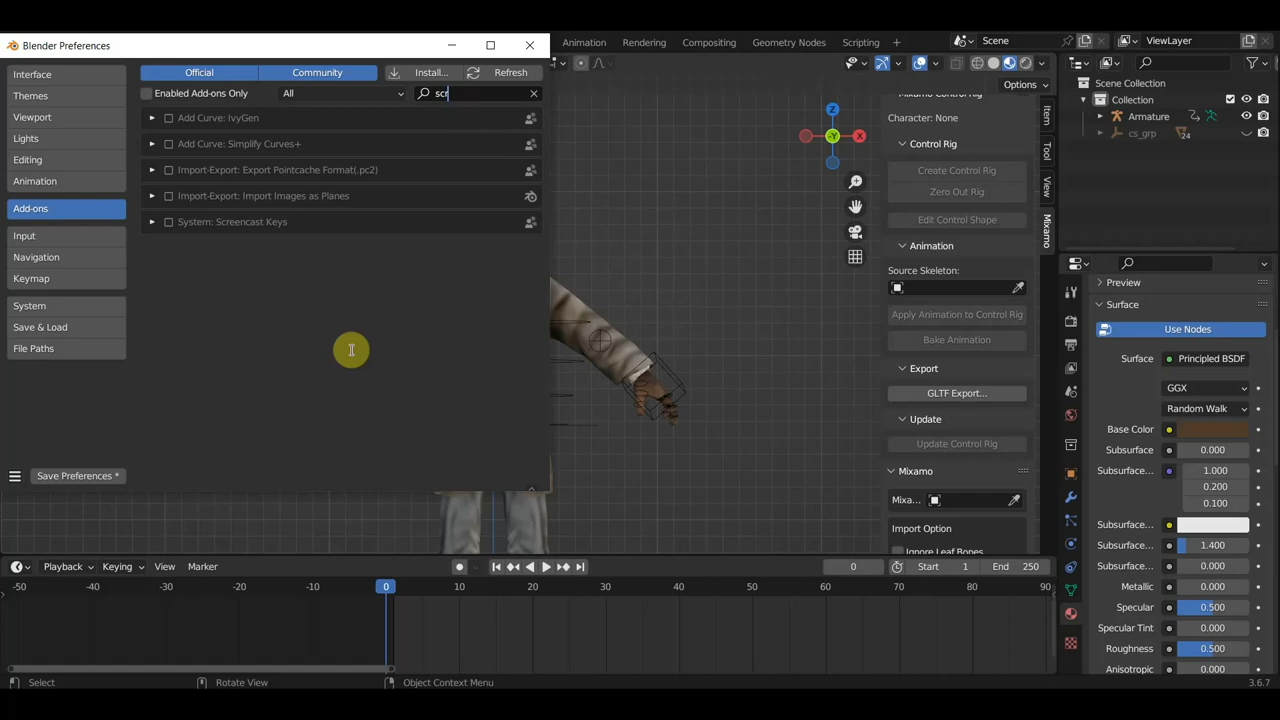 Blender Preferences
Interface
Themes
Viewport
Lights
Editing
Animation
Add-ons
Input
Navigation
Keymap
System
Save & Load
File Paths
Save Preferences *
Official
Community
Install...
Refresh
Enabled Add-ons Only
All
scr
Add Curve: IvyGen
Add Curve: Simplify Curves+
Import-Export: Export Pointcache Format(.pc2)
Import-Export: Import Images as Planes
System: Screencast Keys
Animation
Rendering
Compositing
Geometry Nodes
Scripting
Scene
ViewLayer
Options
Z
X
-Y
Character: None
Control Rig
Create Control Rig
Zero Out Rig
Edit Control Shape
Animation
Source Skeleton:
Apply Animation to Control Rig
Bake Animation
Export
GLTF Export...
Update
Update Control Rig
Mixamo
Mixa...
Import Option
Item
Tool
View
Mixamo
Scene Collection
Collection
Armature
cs_grp
24
Preview
Surface
Use Nodes
Surface
Principled BSDF
GGX
Random Walk
Base Color
Subsurface
0.000
Subsurface...
1.000
0.200
0.100
Subsurface...
Subsurface...
1.400
Subsurface...
0.000
Metallic
0.000
Specular
0.500
Specular Tint
0.000
Roughness
0.500
Anisotropic
0.000
Playback
Keying
View
Marker
0
Start
1
End
250
-50
-40
-30
-20
-10
0
10
20
30
40
50
60
70
80
90
Select
Rotate View
Object Context Menu
3.6.7